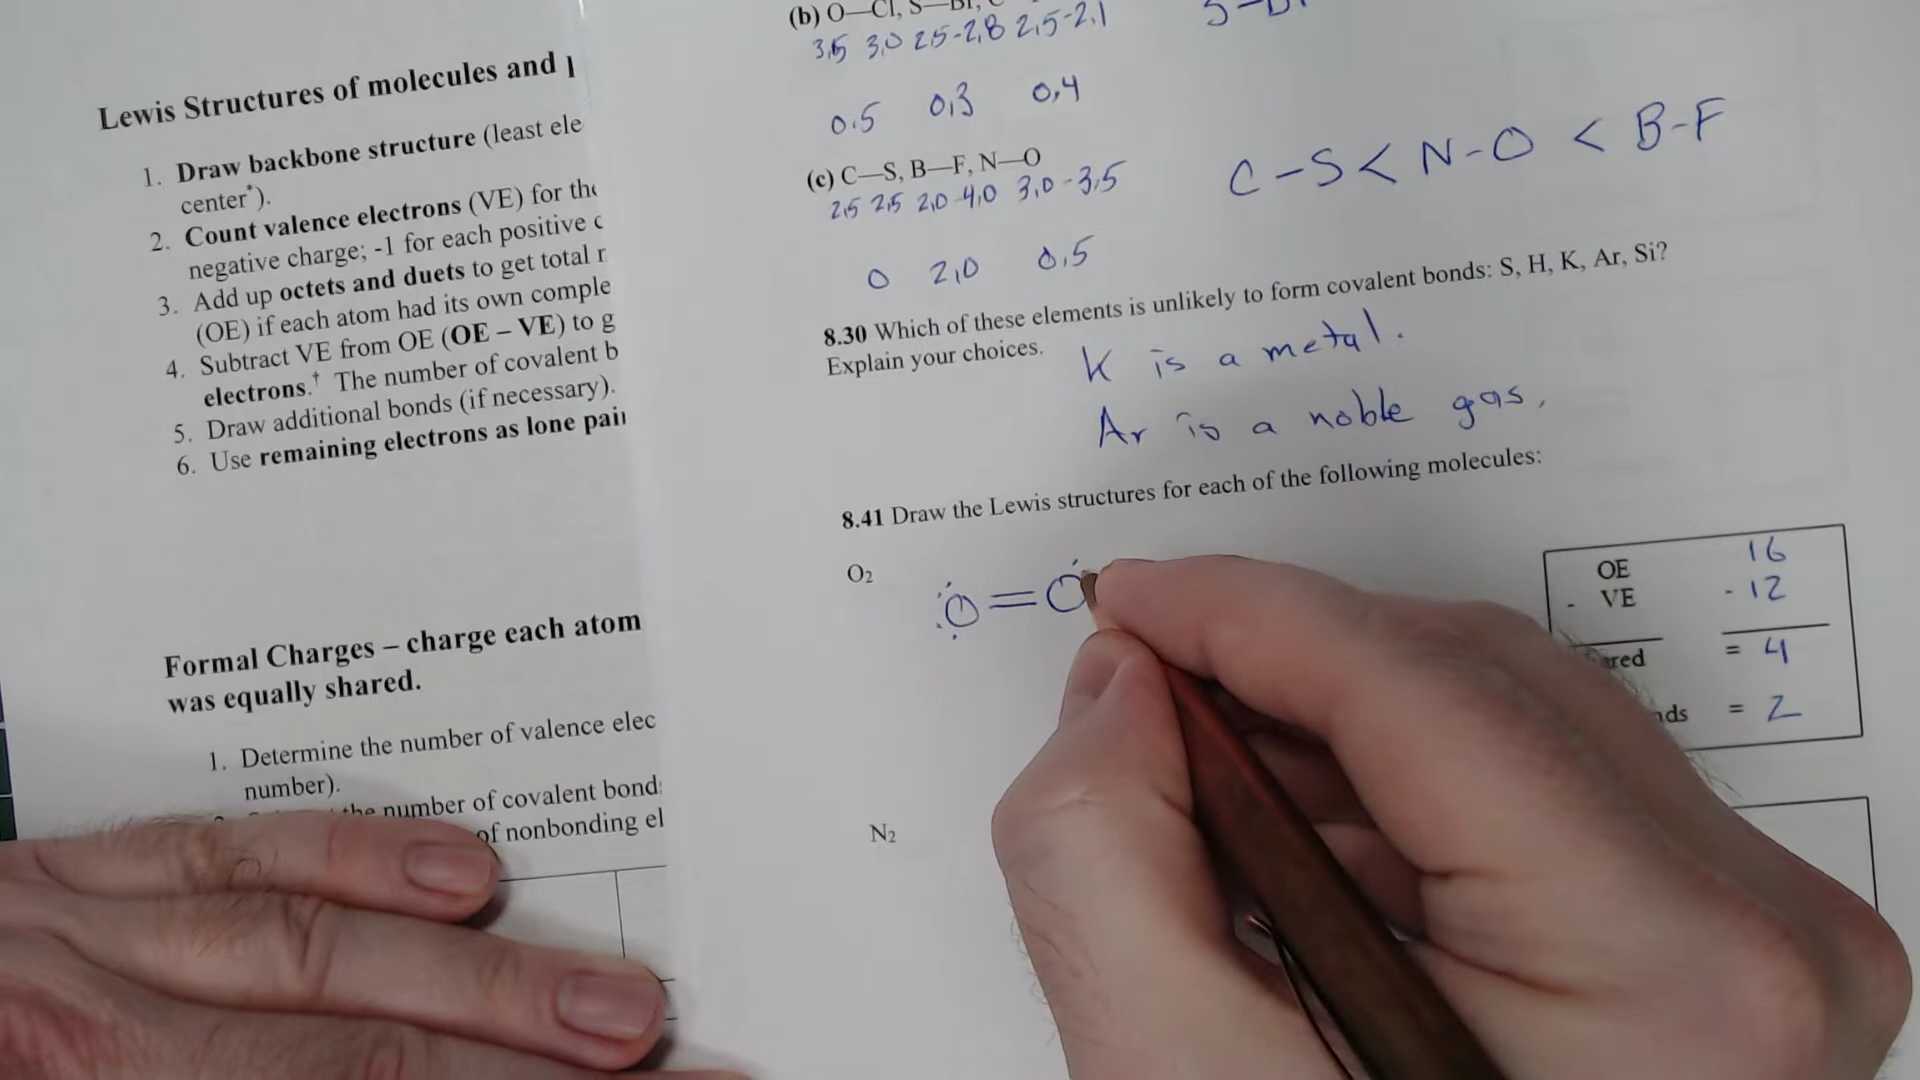 Lewis Structures of molecules and
1. Draw backbone structure (least ele
center*).
2. Count valence electrons (VE) for the
negative charge; -1 for each positive c
3. Add up octets and duets to get total r
(OE) if each atom had its own comple
4. Subtract VE from OE (OE – VE) to g
electrons.† The number of covalent b
5. Draw additional bonds (if necessary).
6. Use remaining electrons as lone pair
Formal Charges – charge each atom
was equally shared.
1. Determine the number of valence elec
number).
the number of covalent bond
of nonbonding el
(b) O—Cl, S—Br, C
3,5 3,0 2,5-2,8 2,5-2,1
0.5 0,3 0,4
(c) C—S, B—F, N—O
2,5 2,5 2,0-4,0 3,0-3,5
C-S < N-O < B-F
0 2,0 0,5
8.30 Which of these elements is unlikely to form covalent bonds: S, H, K, Ar, Si?
Explain your choices.
K is a metal.
Ar is a noble gas,
8.41 Draw the Lewis structures for each of the following molecules:
O₂
O=O
OE 16
- VE - 12
ared = 4
nds = 2
N₂